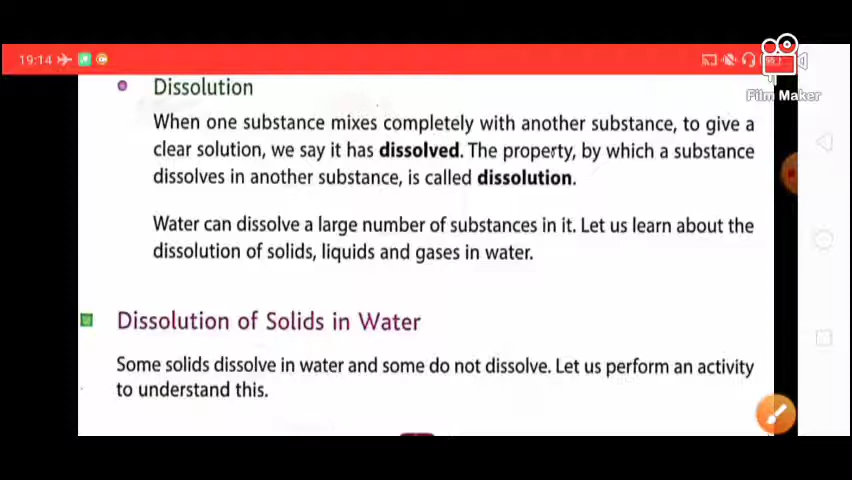 19:14
Film Maker
Dissolution
When one substance mixes completely with another substance, to give a
clear solution, we say it has dissolved. The property, by which a substance
dissolves in another substance, is called dissolution.
Water can dissolve a large number of substances in it. Let us learn about the
dissolution of solids, liquids and gases in water.
Dissolution of Solids in Water
Some solids dissolve in water and some do not dissolve. Let us perform an activity
to understand this.